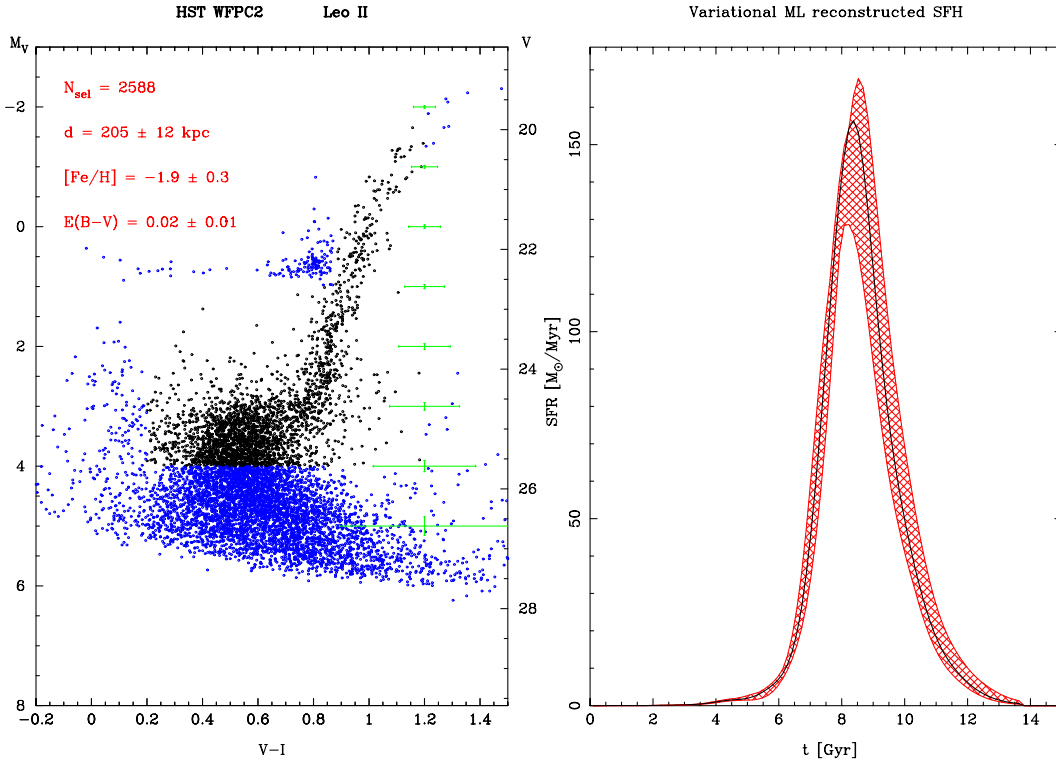 HST WFPC2 Leo II
M_V
V
N_sel = 2588
d = 205 ± 12 kpc
[Fe/H] = −1.9 ± 0.3
E(B−V) = 0.02 ± 0.01
−2
0
2
4
6
8
20
22
24
26
28
−0.2 0 0.2 0.4 0.6 0.8 1 1.2 1.4
V−I
Variational ML reconstructed SFH
SFR [M_⊙/Myr]
150
100
50
0
0 2 4 6 8 10 12 14
t [Gyr]